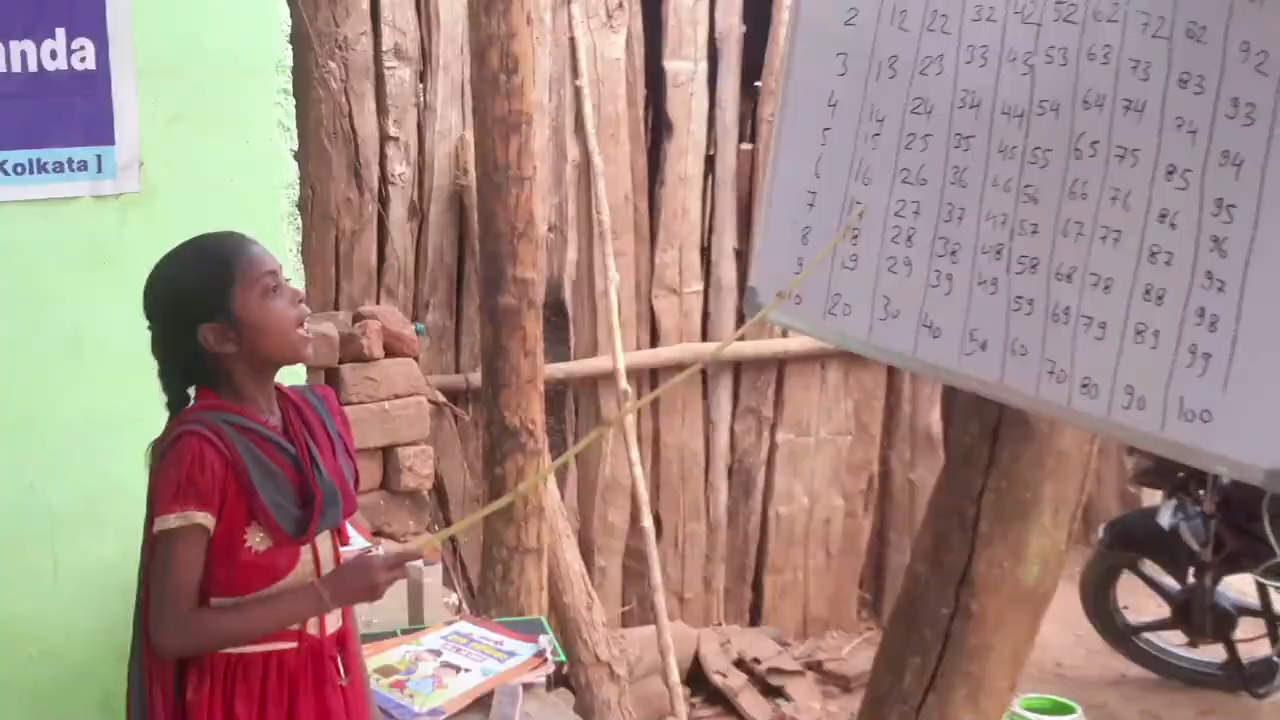 anda
Kolkata ]
2 12 22 32 42 52 62 72 82 92
3 13 23 33 43 53 63 73 83 93
4 14 24 34 44 54 64 74 74 94
5 15 25 35 45 55 65 75 85 95
6 16 26 36 46 56 66 76 86 96
7 17 27 37 47 57 67 77 87 97
8 18 28 38 48 58 68 78 88 98
9 19 29 39 49 59 69 79 89 99
10 20 30 40 50 60 70 80 90 100